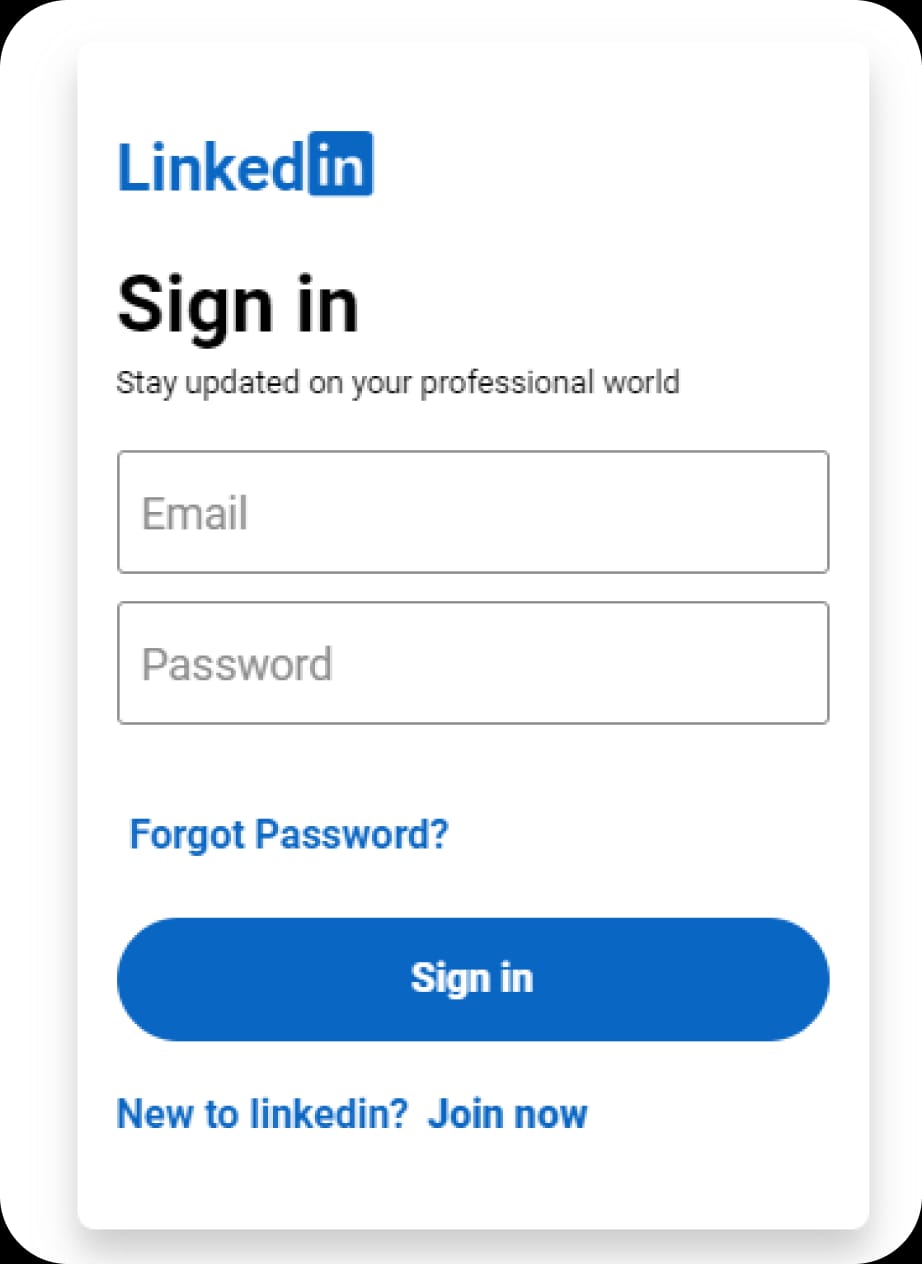 Linkedin
Sign in
Stay updated on your professional world
Email
Password
Forgot Password?
Sign in
New to linkedin? Join now